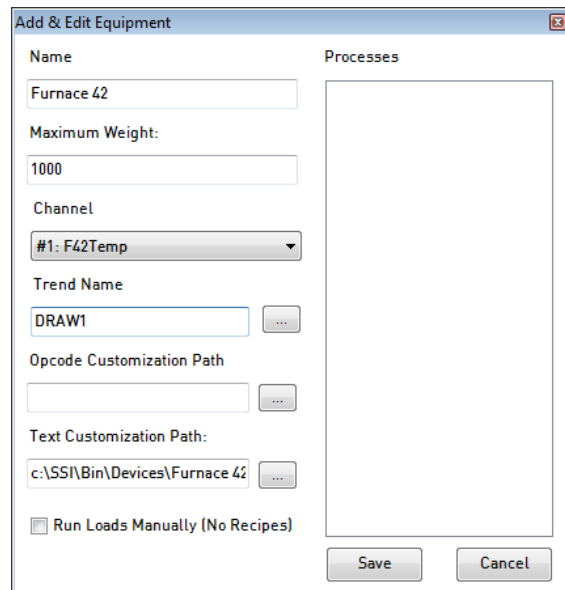 Add & Edit Equipment
Name
Furnace 42
Maximum Weight:
1000
Channel
#1: F42Temp
Trend Name
DRAW1
...
Opcode Customization Path
...
Text Customization Path:
c:\SSI\Bin\Devices\Furnace 42
...
Run Loads Manually (No Recipes)
Processes
Save
Cancel